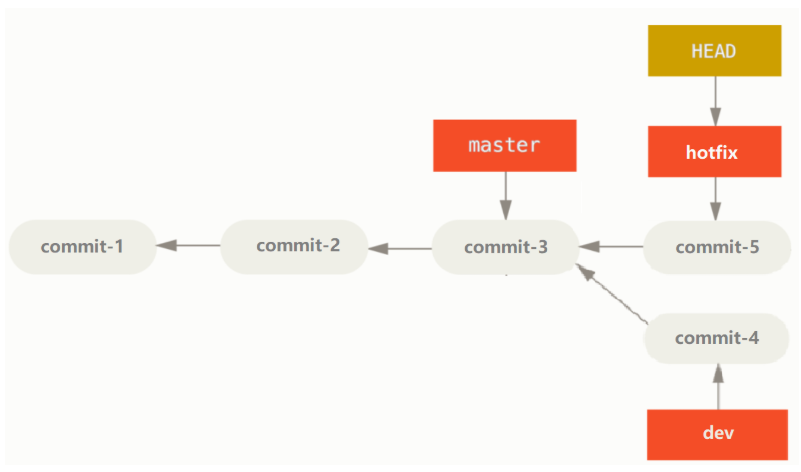 HEAD
master
hotfix
commit-1
commit-2
commit-3
commit-5
commit-4
dev